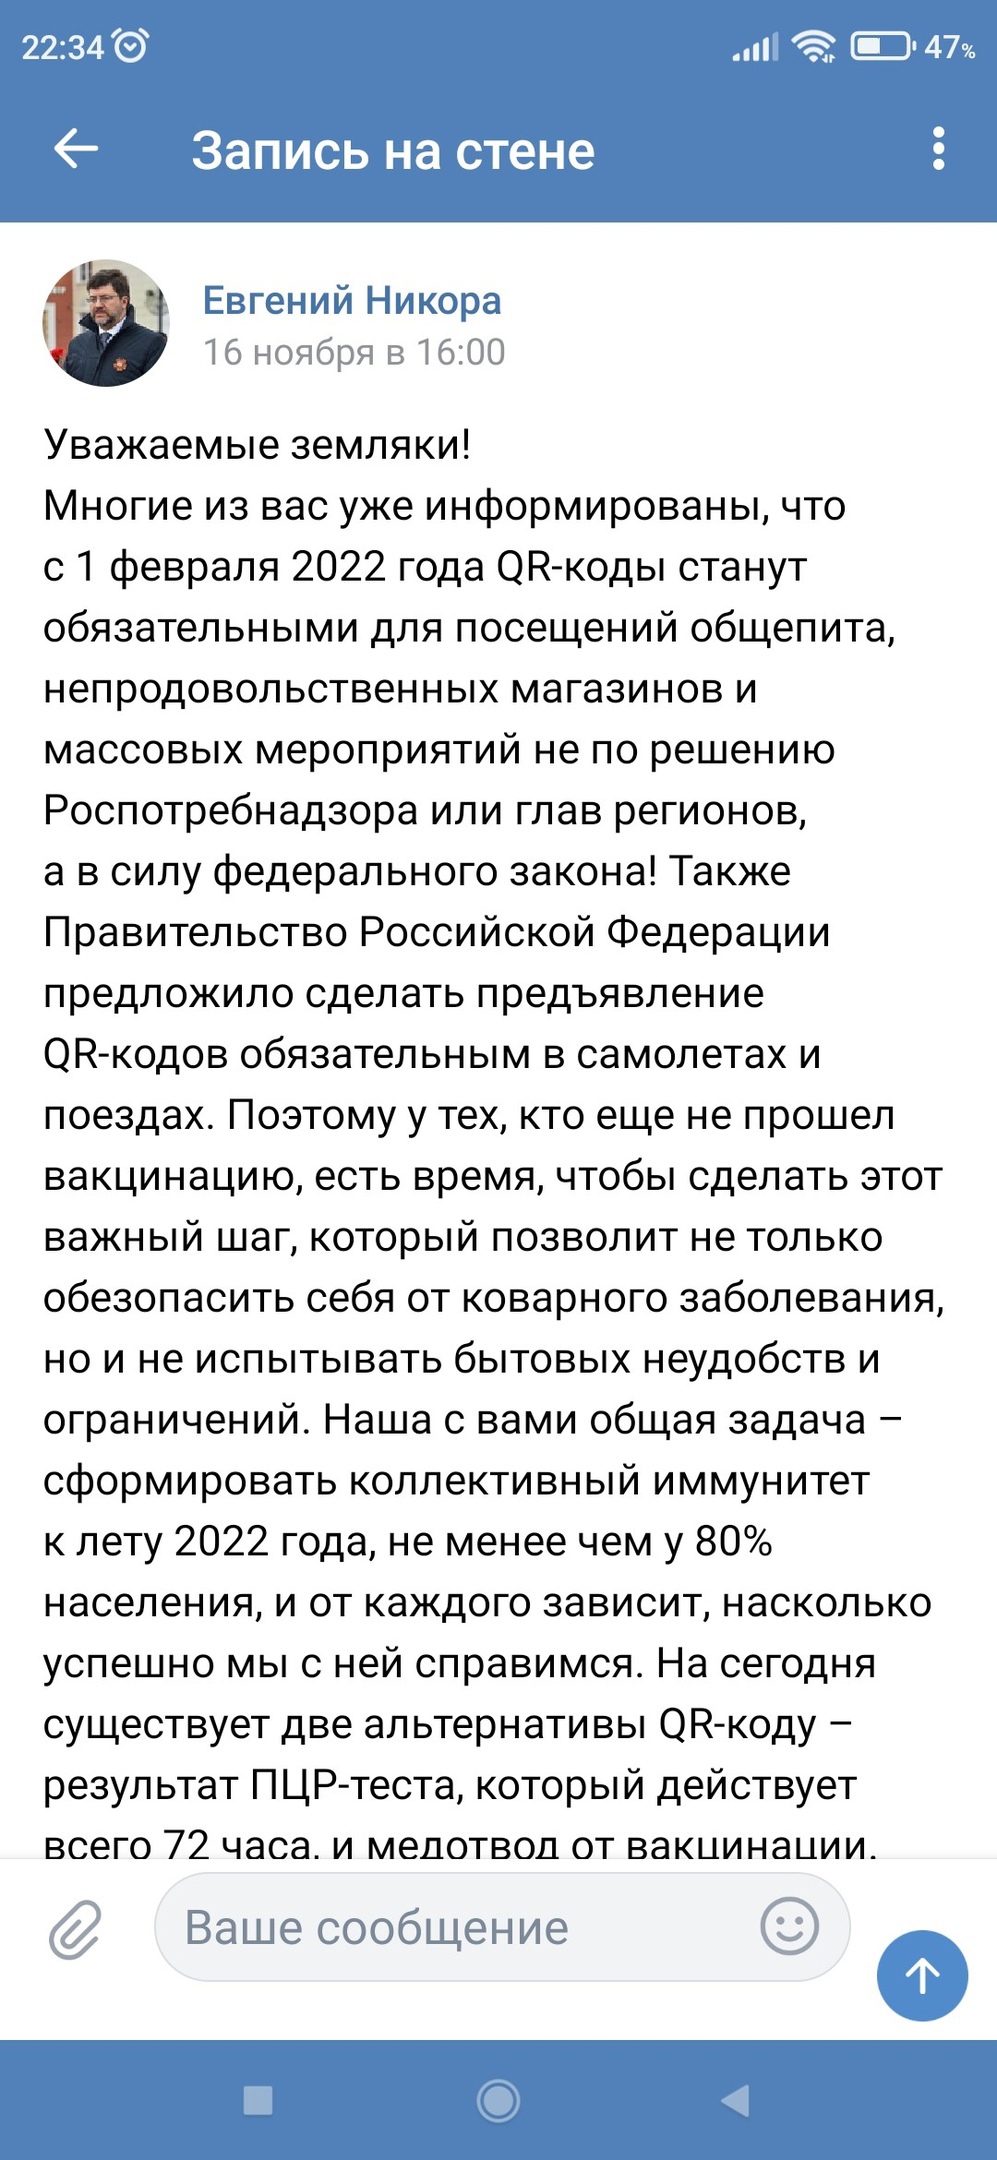 22:34
47%
Запись на стене
Евгений Никора
16 ноября в 16:00
Уважаемые земляки!
Многие из вас уже информированы, что
с 1 февраля 2022 года QR-коды станут
обязательными для посещений общепита,
непродовольственных магазинов и
массовых мероприятий не по решению
Роспотребнадзора или глав регионов,
а в силу федерального закона! Также
Правительство Российской Федерации
предложило сделать предъявление
QR-кодов обязательным в самолетах и
поездах. Поэтому у тех, кто еще не прошел
вакцинацию, есть время, чтобы сделать этот
важный шаг, который позволит не только
обезопасить себя от коварного заболевания,
но и не испытывать бытовых неудобств и
ограничений. Наша с вами общая задача –
сформировать коллективный иммунитет
к лету 2022 года, не менее чем у 80%
населения, и от каждого зависит, насколько
успешно мы с ней справимся. На сегодня
существует две альтернативы QR-коду –
результат ПЦР-теста, который действует
всего 72 часа, и медотвод от вакцинации.
Ваше сообщение